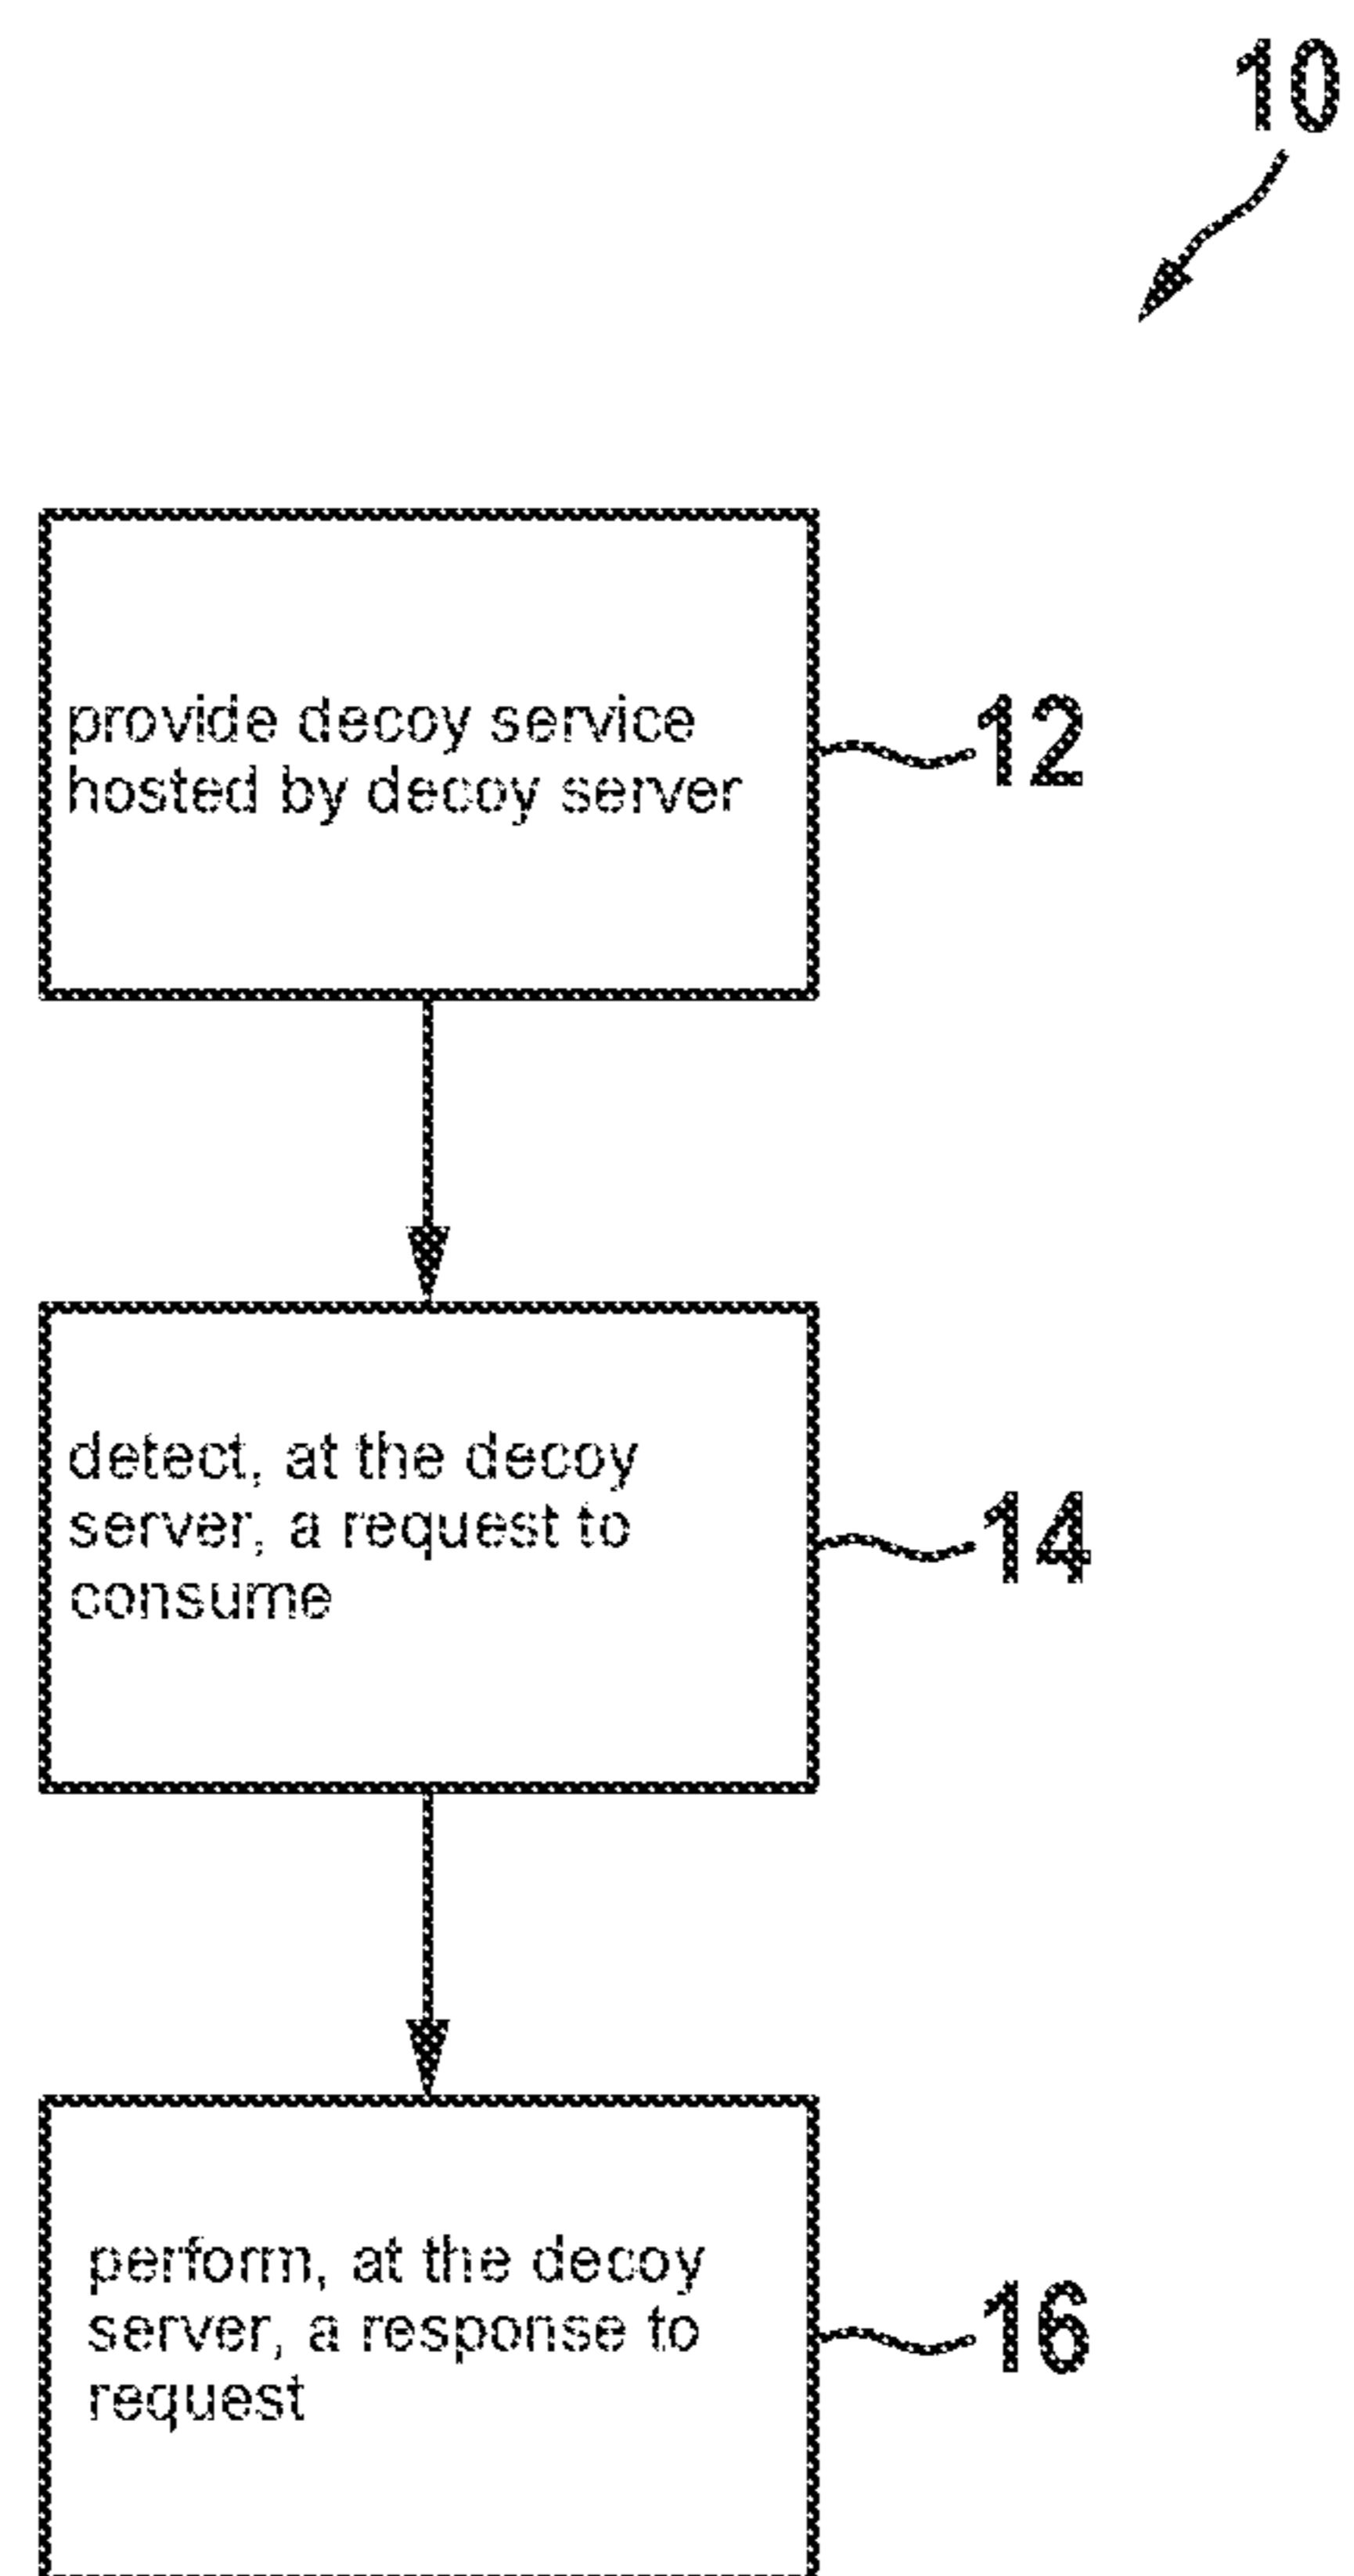 10
provide decoy service
hosted by decoy server
12
detect, at the decoy
server, a request to
consume
14
perform, at the decoy
server, a response to
request
16